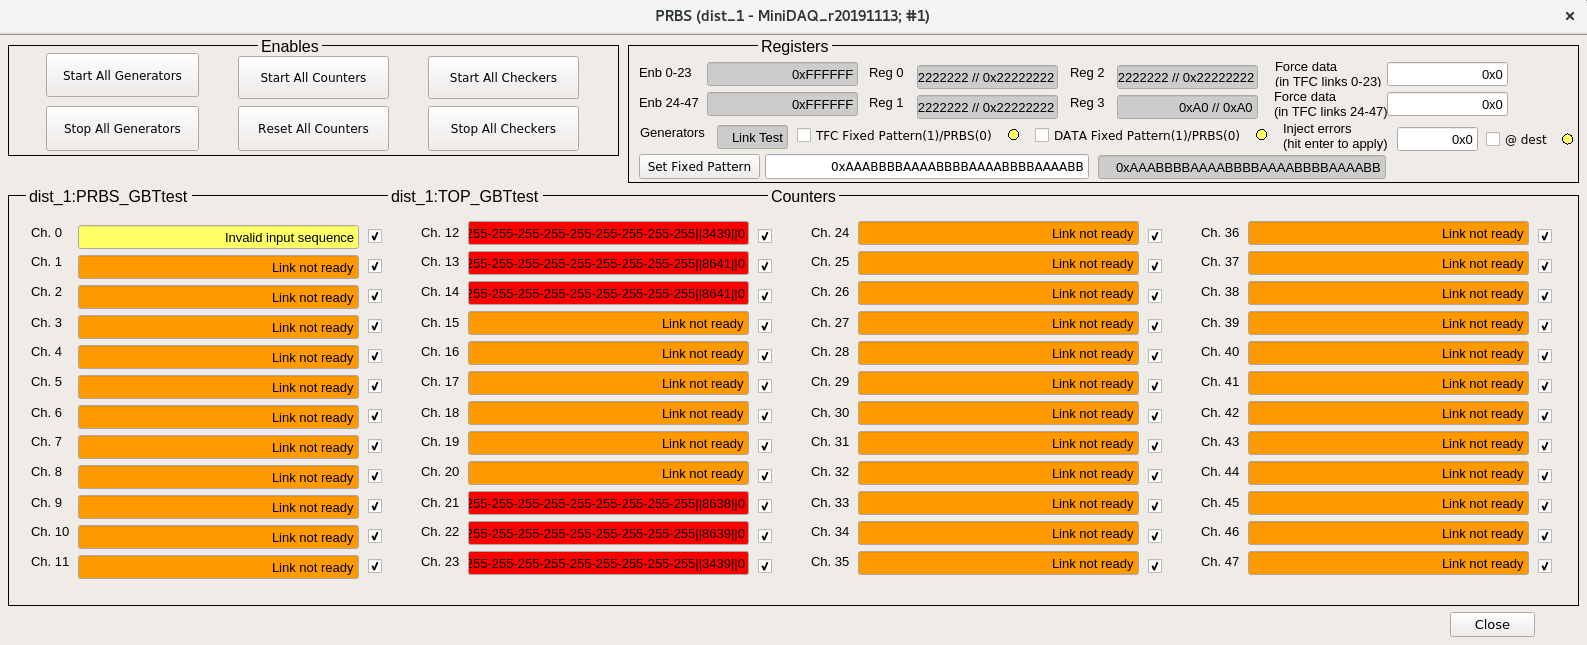 PRBS (dist_1 - MiniDAQ_r20191113; #1)
Enables
Start All Generators
Start All Counters
Start All Checkers
Stop All Generators
Reset All Counters
Stop All Checkers
Registers
Enb 0-23 0xFFFFFF Reg 0 2222222 // 0x22222222 Reg 2 2222222 // 0x22222222 Force data (in TFC links 0-23) 0x0
Enb 24-47 0xFFFFFF Reg 1 2222222 // 0x22222222 Reg 3 0xA0 // 0xA0 Force data (in TFC links 24-47) 0x0
Generators Link Test TFC Fixed Pattern(1)/PRBS(0) DATA Fixed Pattern(1)/PRBS(0) Inject errors (hit enter to apply) 0x0 @ dest
Set Fixed Pattern 0xAAABBBBAAAABBBBAAAABBBBAAAABB 0xAAABBBBAAAABBBBAAAABBBBAAAABB
dist_1:PRBS_GBTtest dist_1:TOP_GBTtest Counters
Ch. 0 Invalid input sequence
Ch. 1 Link not ready
Ch. 2 Link not ready
Ch. 3 Link not ready
Ch. 4 Link not ready
Ch. 5 Link not ready
Ch. 6 Link not ready
Ch. 7 Link not ready
Ch. 8 Link not ready
Ch. 9 Link not ready
Ch. 10 Link not ready
Ch. 11 Link not ready
Ch. 12 255-255-255-255-255-255-255-255-255||3439||0
Ch. 13 255-255-255-255-255-255-255-255-255||8641||0
Ch. 14 255-255-255-255-255-255-255-255-255||8641||0
Ch. 15 Link not ready
Ch. 16 Link not ready
Ch. 17 Link not ready
Ch. 18 Link not ready
Ch. 19 Link not ready
Ch. 20 Link not ready
Ch. 21 255-255-255-255-255-255-255-255-255||8638||0
Ch. 22 255-255-255-255-255-255-255-255-255||8639||0
Ch. 23 255-255-255-255-255-255-255-255-255||3439||0
Ch. 24 Link not ready
Ch. 25 Link not ready
Ch. 26 Link not ready
Ch. 27 Link not ready
Ch. 28 Link not ready
Ch. 29 Link not ready
Ch. 30 Link not ready
Ch. 31 Link not ready
Ch. 32 Link not ready
Ch. 33 Link not ready
Ch. 34 Link not ready
Ch. 35 Link not ready
Ch. 36 Link not ready
Ch. 37 Link not ready
Ch. 38 Link not ready
Ch. 39 Link not ready
Ch. 40 Link not ready
Ch. 41 Link not ready
Ch. 42 Link not ready
Ch. 43 Link not ready
Ch. 44 Link not ready
Ch. 45 Link not ready
Ch. 46 Link not ready
Ch. 47 Link not ready
Close